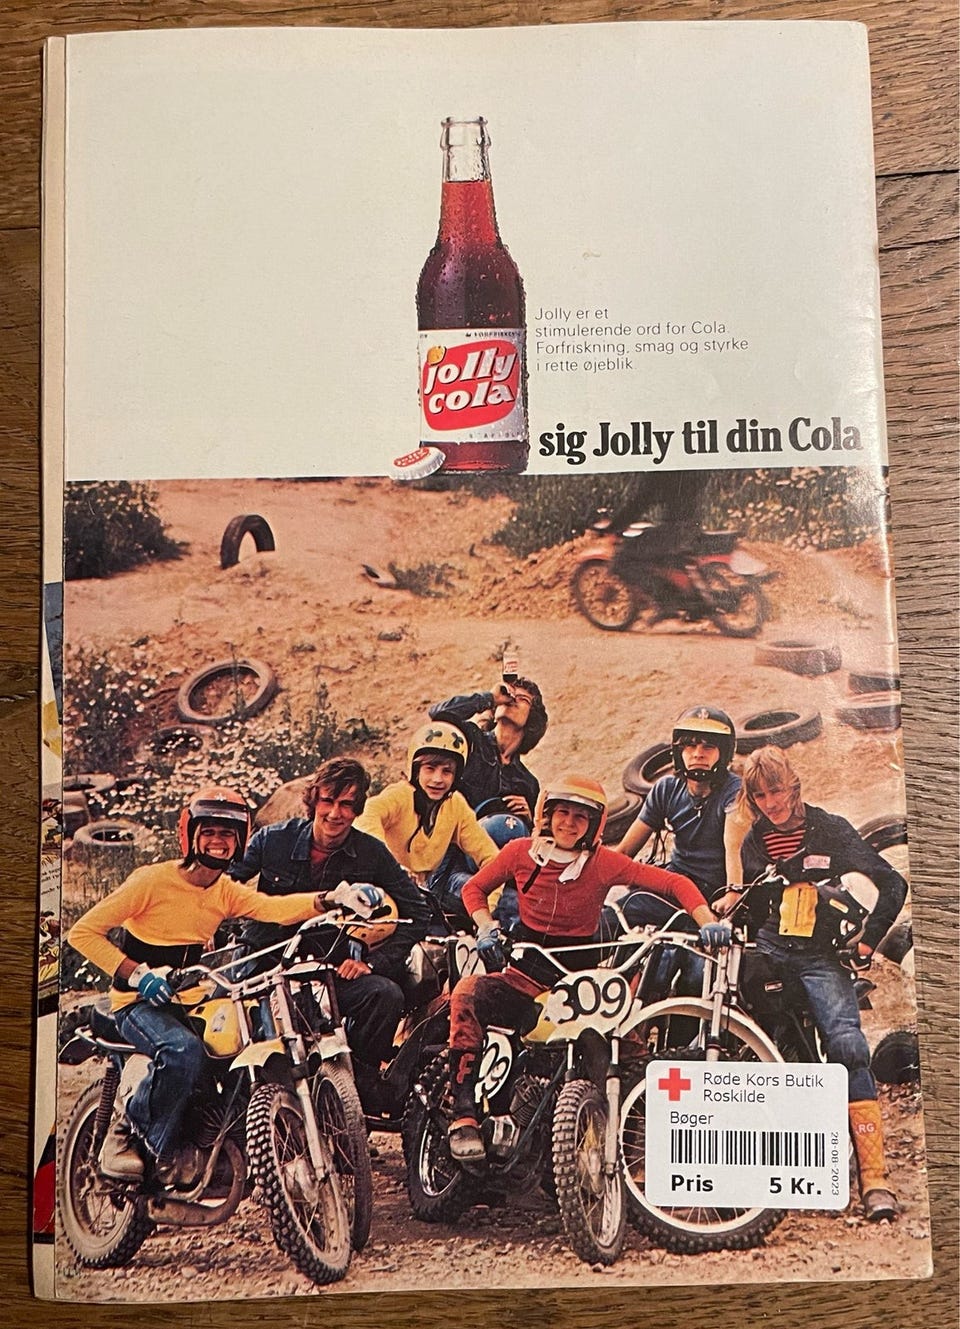 Jolly er et
stimulerende ord for Cola.
Forfriskning, smag og styrke
i rette øjeblik.
jolly
cola
sig Jolly til din Cola
309
RG
Røde Kors Butik
Roskilde
Bøger
28-08-2023
Pris 5 Kr.